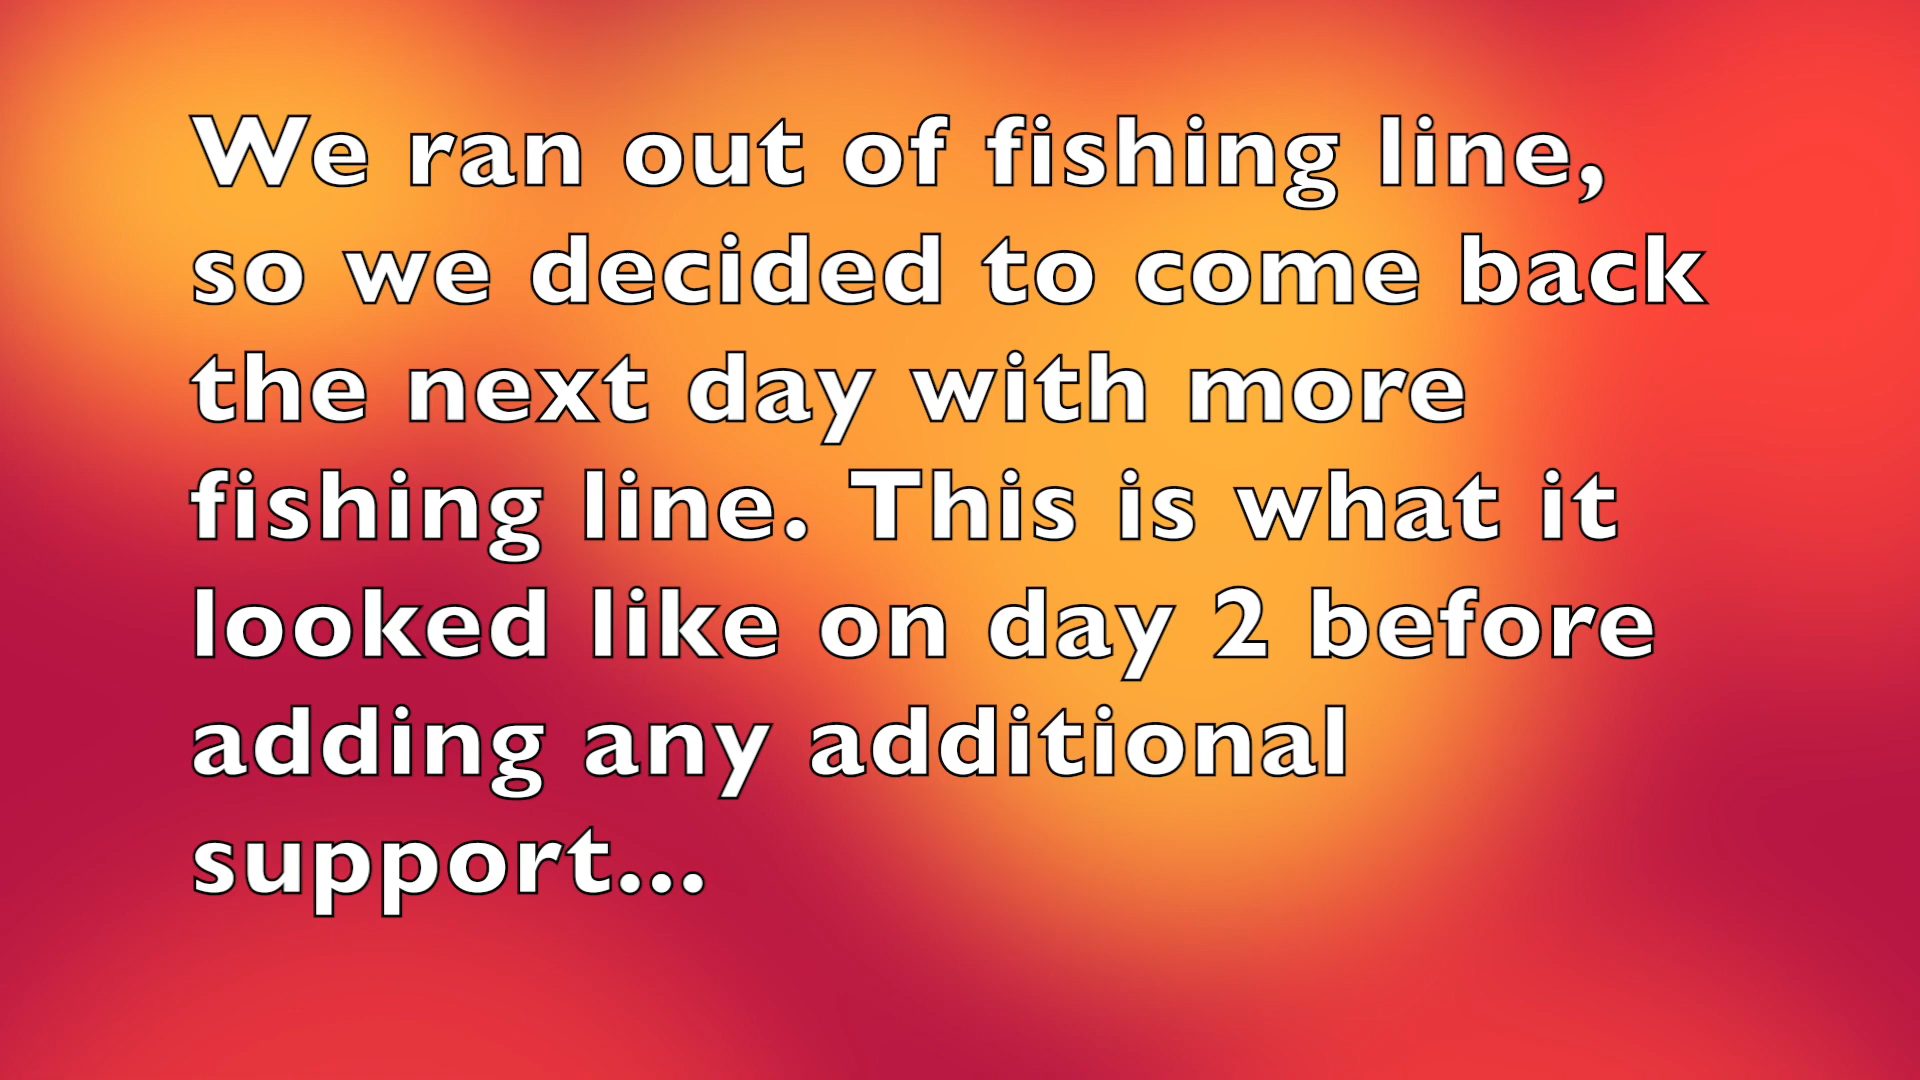 We ran out of fishing line,
so we decided to come back
the next day with more
fishing line. This is what it
looked like on day 2 before
adding any additional
support...